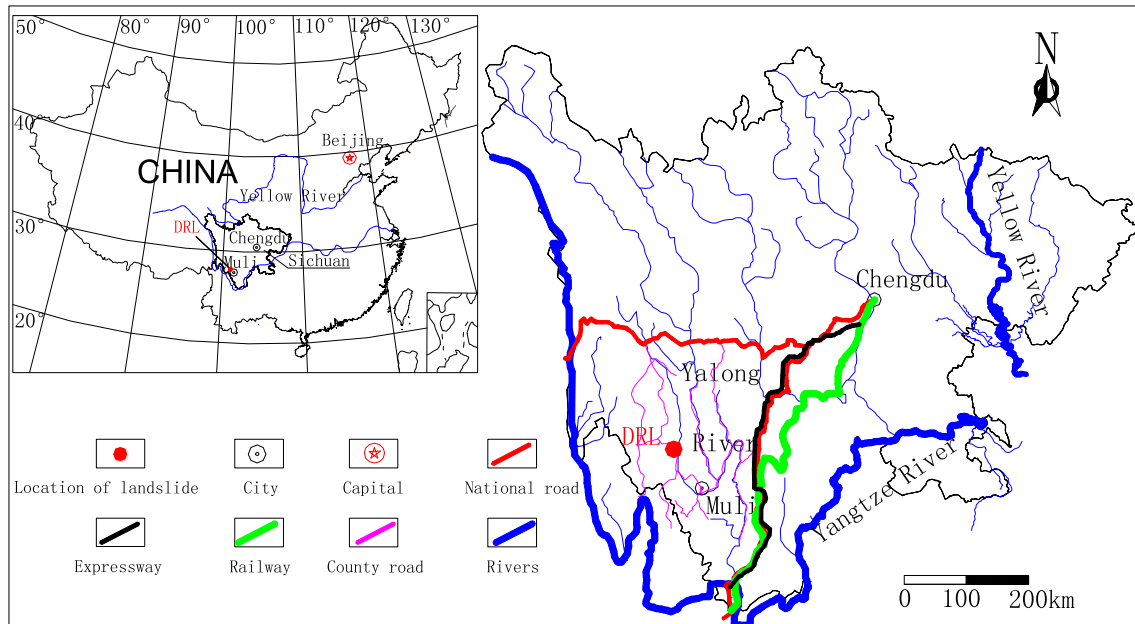 50°
80°
90°
100°
110°
120°
130°
40°
Beijing
CHINA
Yellow River
30°
DRL
Chengdu
Muli
Sichuan
20°
N
Yellow River
Chengdu
Yalong
DRL
River
Muli
Yangtze River
Location of landslide
City
Capital
National road
Expressway
Railway
County road
Rivers
0
100
200km